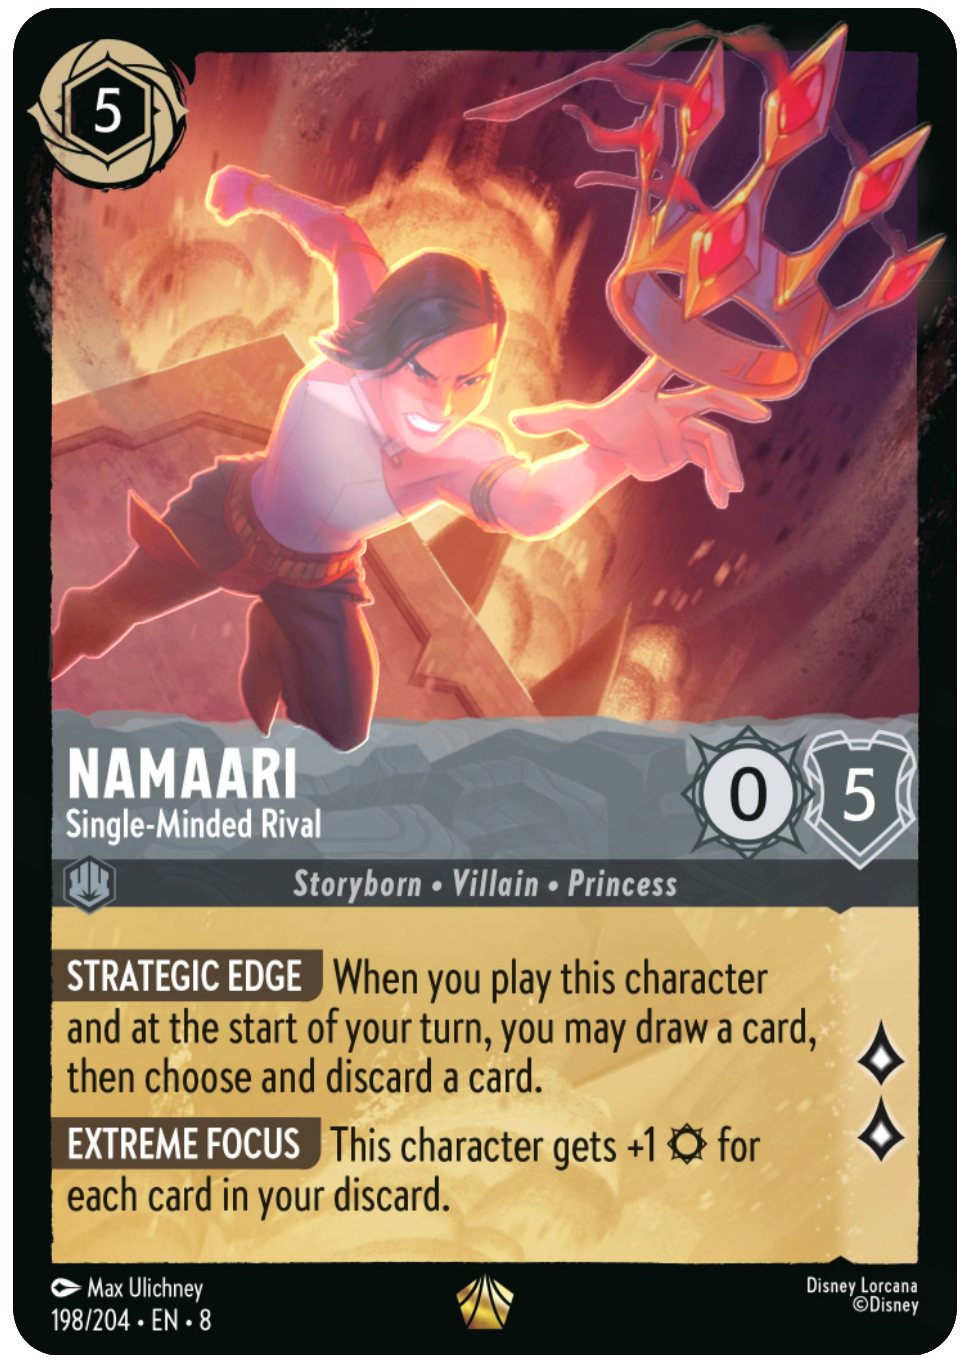 5
NAMAARI
Single-Minded Rival
0 5
Storyborn • Villain • Princess
STRATEGIC EDGE When you play this character
and at the start of your turn, you may draw a card,
then choose and discard a card.
EXTREME FOCUS This character gets +1 for
each card in your discard.
Max Ulichney
198/204 • EN • 8
Disney Lorcana
©Disney